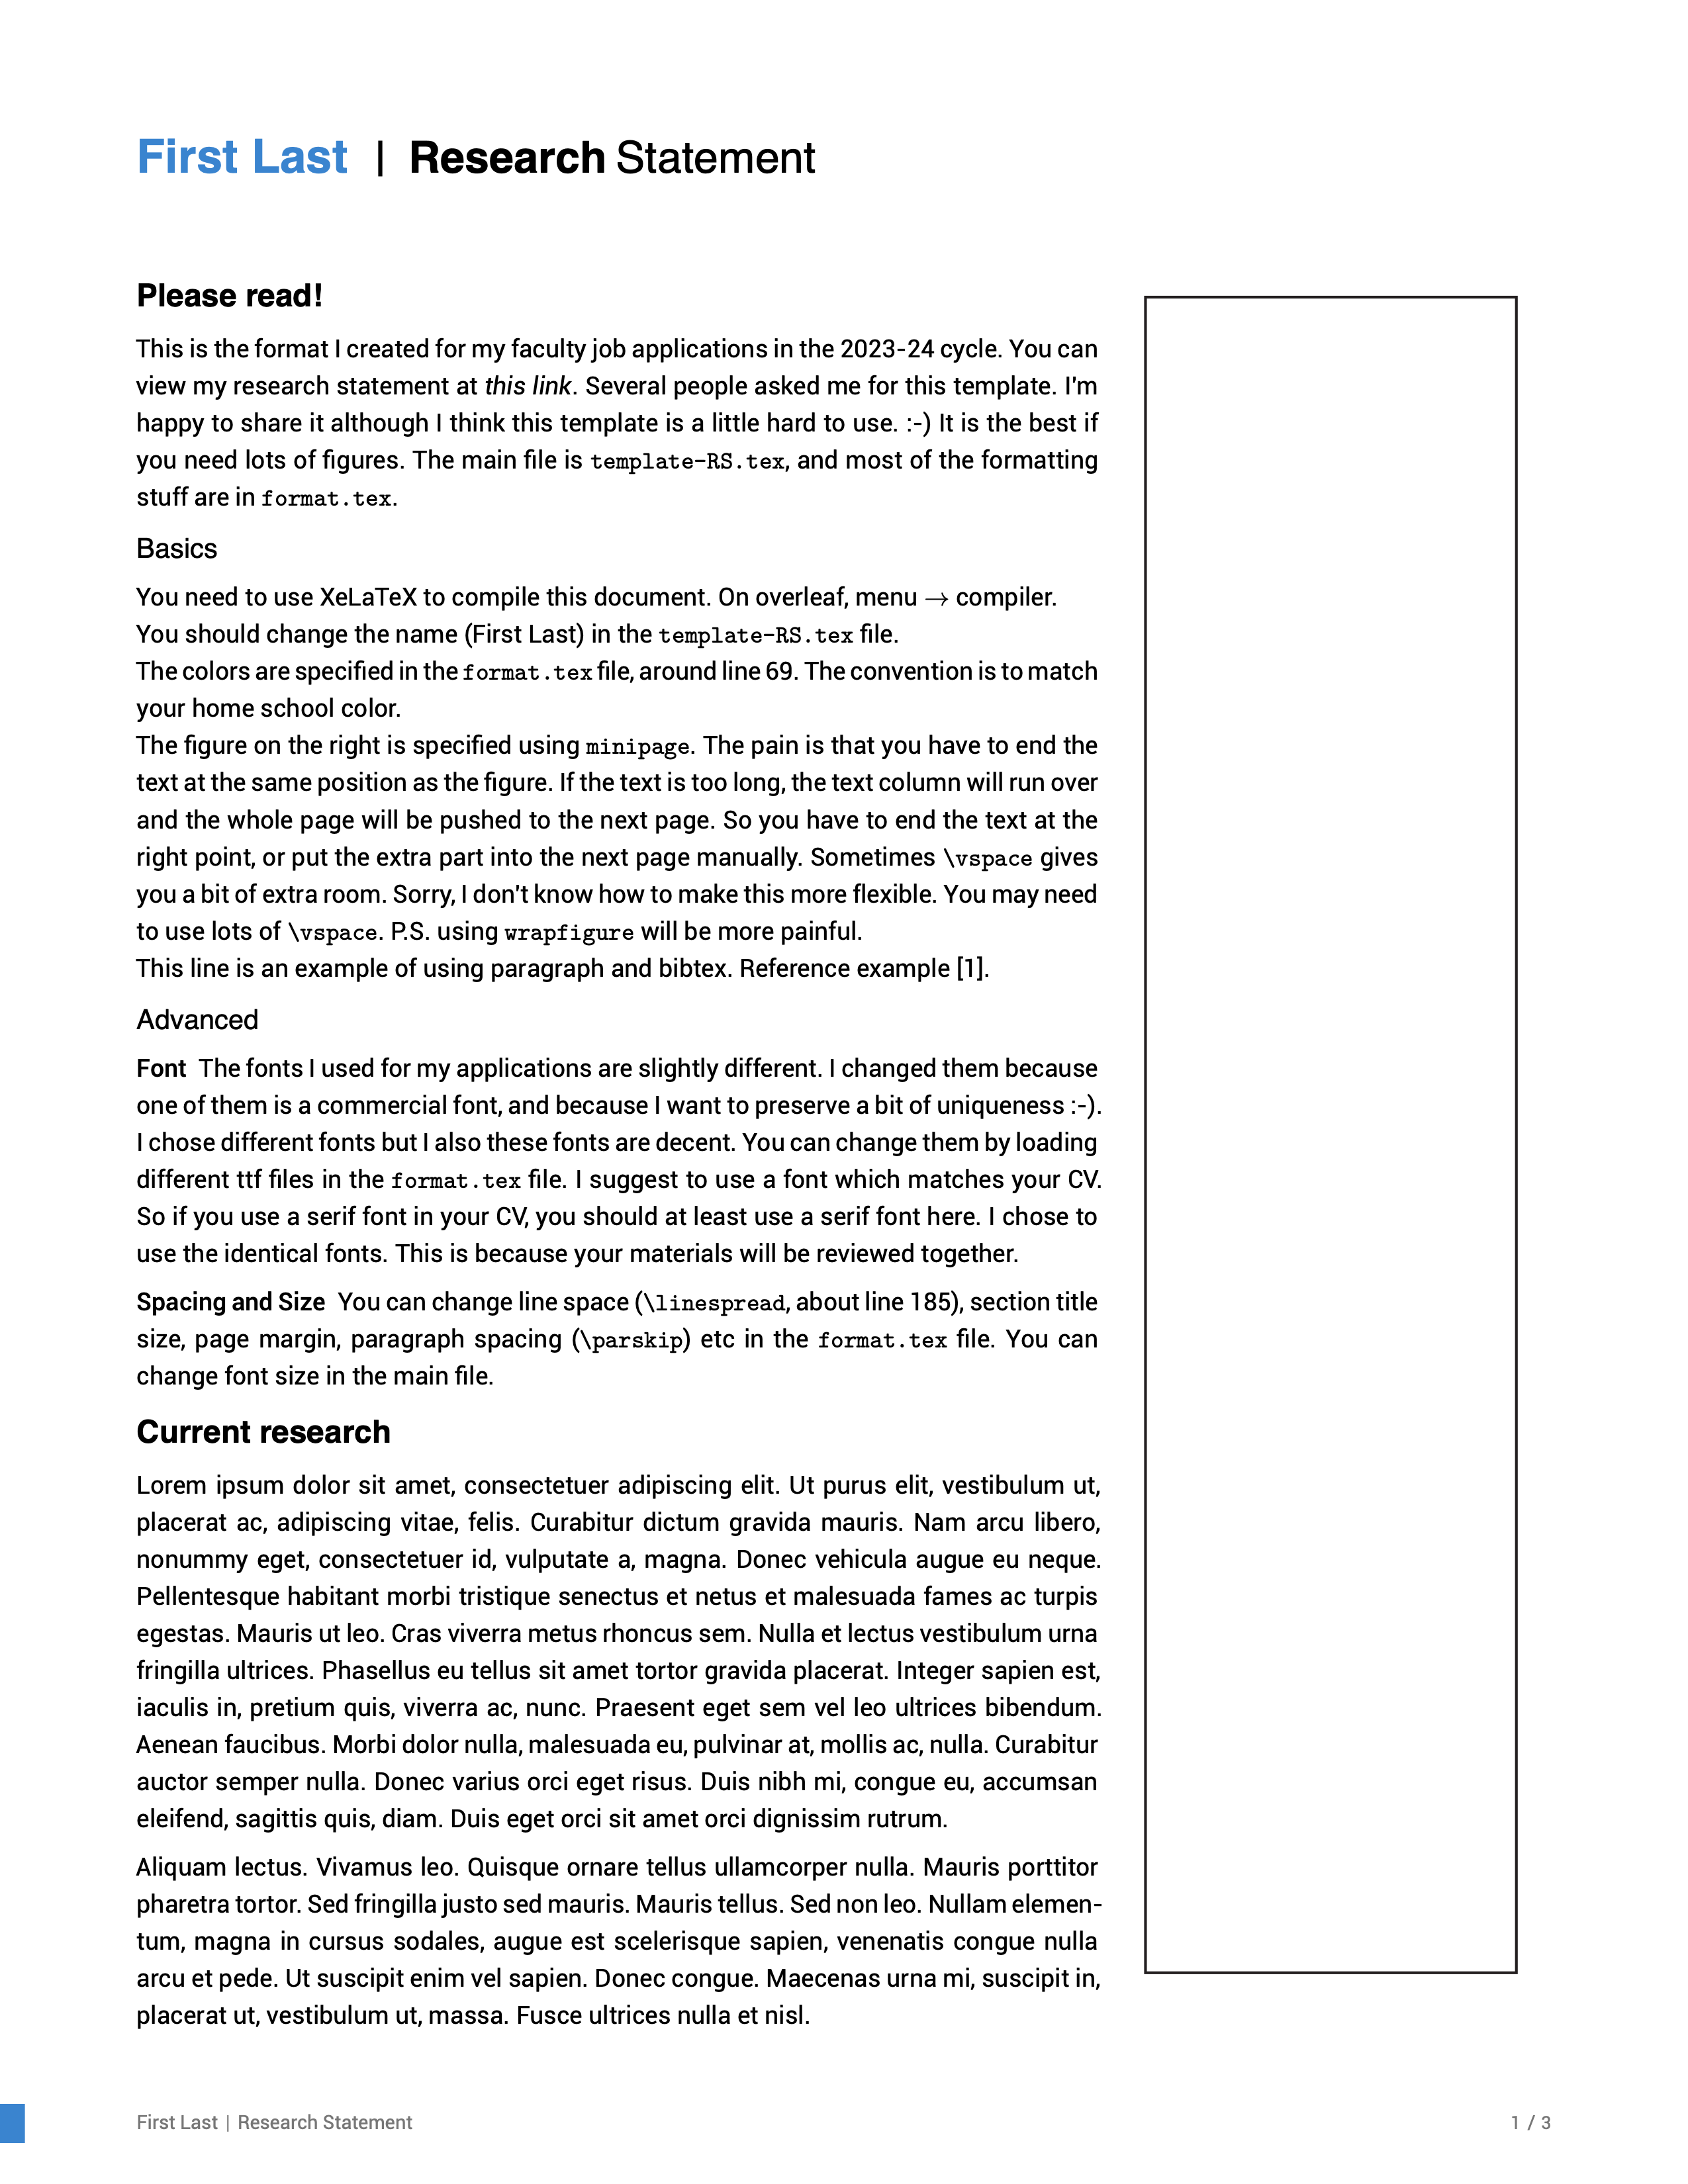 First Last | Research Statement
Please read!
This is the format I created for my faculty job applications in the 2023-24 cycle. You can
view my research statement at this link. Several people asked me for this template. I'm
happy to share it although I think this template is a little hard to use. :-) It is the best if
you need lots of figures. The main file is template-RS.tex, and most of the formatting
stuff are in format.tex.
Basics
You need to use XeLaTeX to compile this document. On overleaf, menu → compiler.
You should change the name (First Last) in the template-RS.tex file.
The colors are specified in the format.tex file, around line 69. The convention is to match
your home school color.
The figure on the right is specified using minipage. The pain is that you have to end the
text at the same position as the figure. If the text is too long, the text column will run over
and the whole page will be pushed to the next page. So you have to end the text at the
right point, or put the extra part into the next page manually. Sometimes \vspace gives
you a bit of extra room. Sorry, I don't know how to make this more flexible. You may need
to use lots of \vspace. P.S. using wrapfigure will be more painful.
This line is an example of using paragraph and bibtex. Reference example [1].
Advanced
Font The fonts I used for my applications are slightly different. I changed them because
one of them is a commercial font, and because I want to preserve a bit of uniqueness :-).
I chose different fonts but I also these fonts are decent. You can change them by loading
different ttf files in the format.tex file. I suggest to use a font which matches your CV.
So if you use a serif font in your CV, you should at least use a serif font here. I chose to
use the identical fonts. This is because your materials will be reviewed together.
Spacing and Size You can change line space (\linespread, about line 185), section title
size, page margin, paragraph spacing (\parskip) etc in the format.tex file. You can
change font size in the main file.
Current research
Lorem ipsum dolor sit amet, consectetuer adipiscing elit. Ut purus elit, vestibulum ut,
placerat ac, adipiscing vitae, felis. Curabitur dictum gravida mauris. Nam arcu libero,
nonummy eget, consectetuer id, vulputate a, magna. Donec vehicula augue eu neque.
Pellentesque habitant morbi tristique senectus et netus et malesuada fames ac turpis
egestas. Mauris ut leo. Cras viverra metus rhoncus sem. Nulla et lectus vestibulum urna
fringilla ultrices. Phasellus eu tellus sit amet tortor gravida placerat. Integer sapien est,
iaculis in, pretium quis, viverra ac, nunc. Praesent eget sem vel leo ultrices bibendum.
Aenean faucibus. Morbi dolor nulla, malesuada eu, pulvinar at, mollis ac, nulla. Curabitur
auctor semper nulla. Donec varius orci eget risus. Duis nibh mi, congue eu, accumsan
eleifend, sagittis quis, diam. Duis eget orci sit amet orci dignissim rutrum.
Aliquam lectus. Vivamus leo. Quisque ornare tellus ullamcorper nulla. Mauris porttitor
pharetra tortor. Sed fringilla justo sed mauris. Mauris tellus. Sed non leo. Nullam elemen-
tum, magna in cursus sodales, augue est scelerisque sapien, venenatis congue nulla
arcu et pede. Ut suscipit enim vel sapien. Donec congue. Maecenas urna mi, suscipit in,
placerat ut, vestibulum ut, massa. Fusce ultrices nulla et nisl.
First Last | Research Statement
1 / 3